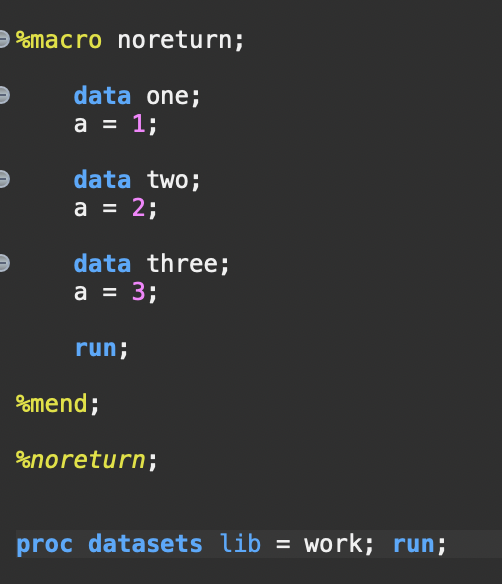 %macro noreturn;
data one;
a = 1;
data two;
a = 2;
data three;
a = 3;
run;
%mend;
%noreturn;
proc datasets lib = work; run;